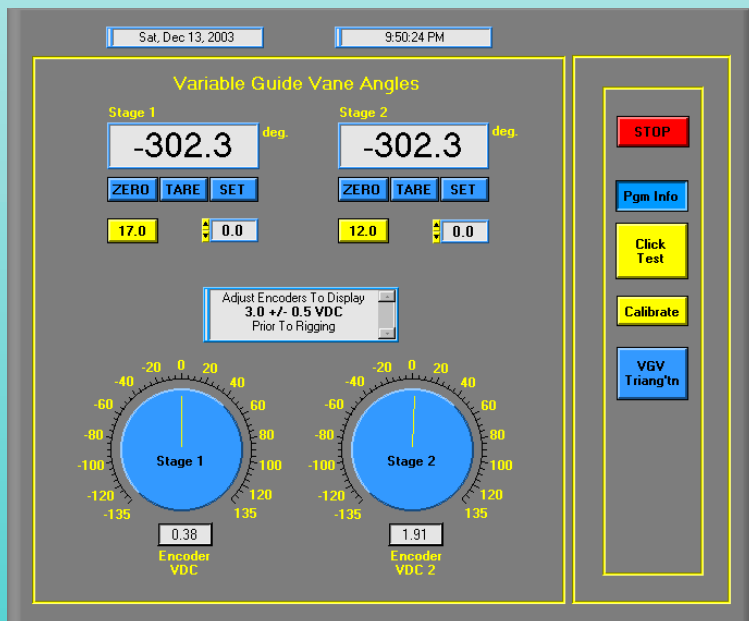 Sat, Dec 13, 2003
9:50:24 PM
Variable Guide Vane Angles
Stage 1
-302.3 deg.
ZERO TARE SET
17.0 0.0
Stage 2
-302.3 deg.
ZERO TARE SET
12.0 0.0
Adjust Encoders To Display
3.0 +/- 0.5 VDC
Prior To Rigging
-135 -120 -100 -80 -60 -40 -20 0 20 40 60 80 100 120 135
Stage 1
0.38
Encoder
VDC
-135 -120 -100 -80 -60 -40 -20 0 20 40 60 80 100 120 135
Stage 2
1.91
Encoder
VDC 2
STOP
Pgm Info
Click
Test
Calibrate
VGV
Triang'tn